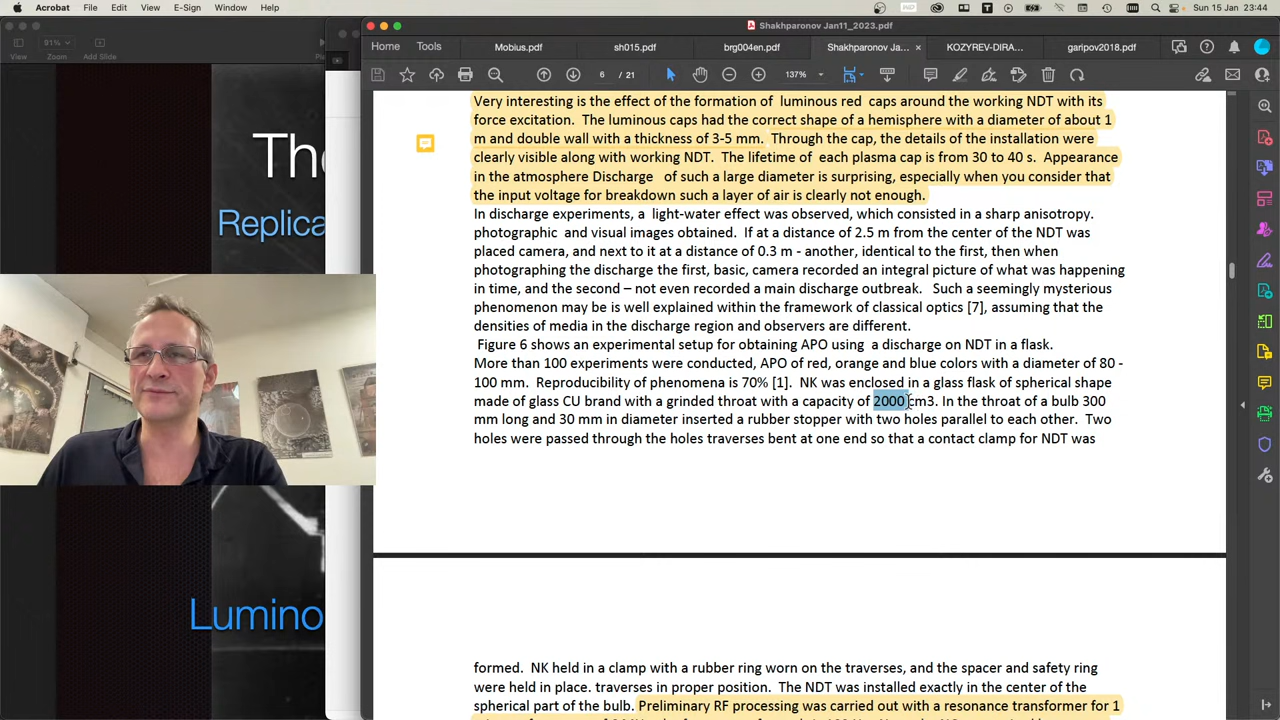 Acrobat File Edit View E-Sign Window Help
Sun 15 Jan 23:44
91%
View Zoom Add Slide
Th
Replica
Lumino
Shakhparonov Jan11_2023.pdf
Home Tools Mobius.pdf sh015.pdf brg004en.pdf Shakhparonov Ja... × KOZYREV-DIRA... garipov2018.pdf
6 / 21 137%
Very interesting is the effect of the formation of luminous red caps around the working NDT with its
force excitation. The luminous caps had the correct shape of a hemisphere with a diameter of about 1
m and double wall with a thickness of 3-5 mm. Through the cap, the details of the installation were
clearly visible along with working NDT. The lifetime of each plasma cap is from 30 to 40 s. Appearance
in the atmosphere Discharge of such a large diameter is surprising, especially when you consider that
the input voltage for breakdown such a layer of air is clearly not enough.
In discharge experiments, a light-water effect was observed, which consisted in a sharp anisotropy.
photographic and visual images obtained. If at a distance of 2.5 m from the center of the NDT was
placed camera, and next to it at a distance of 0.3 m - another, identical to the first, then when
photographing the discharge the first, basic, camera recorded an integral picture of what was happening
in time, and the second – not even recorded a main discharge outbreak. Such a seemingly mysterious
phenomenon may be is well explained within the framework of classical optics [7], assuming that the
densities of media in the discharge region and observers are different.
Figure 6 shows an experimental setup for obtaining APO using a discharge on NDT in a flask.
More than 100 experiments were conducted, APO of red, orange and blue colors with a diameter of 80 -
100 mm. Reproducibility of phenomena is 70% [1]. NK was enclosed in a glass flask of spherical shape
made of glass CU brand with a grinded throat with a capacity of 2000 cm3. In the throat of a bulb 300
mm long and 30 mm in diameter inserted a rubber stopper with two holes parallel to each other. Two
holes were passed through the holes traverses bent at one end so that a contact clamp for NDT was
formed. NK held in a clamp with a rubber ring worn on the traverses, and the spacer and safety ring
were held in place. traverses in proper position. The NDT was installed exactly in the center of the
spherical part of the bulb. Preliminary RF processing was carried out with a resonance transformer for 1